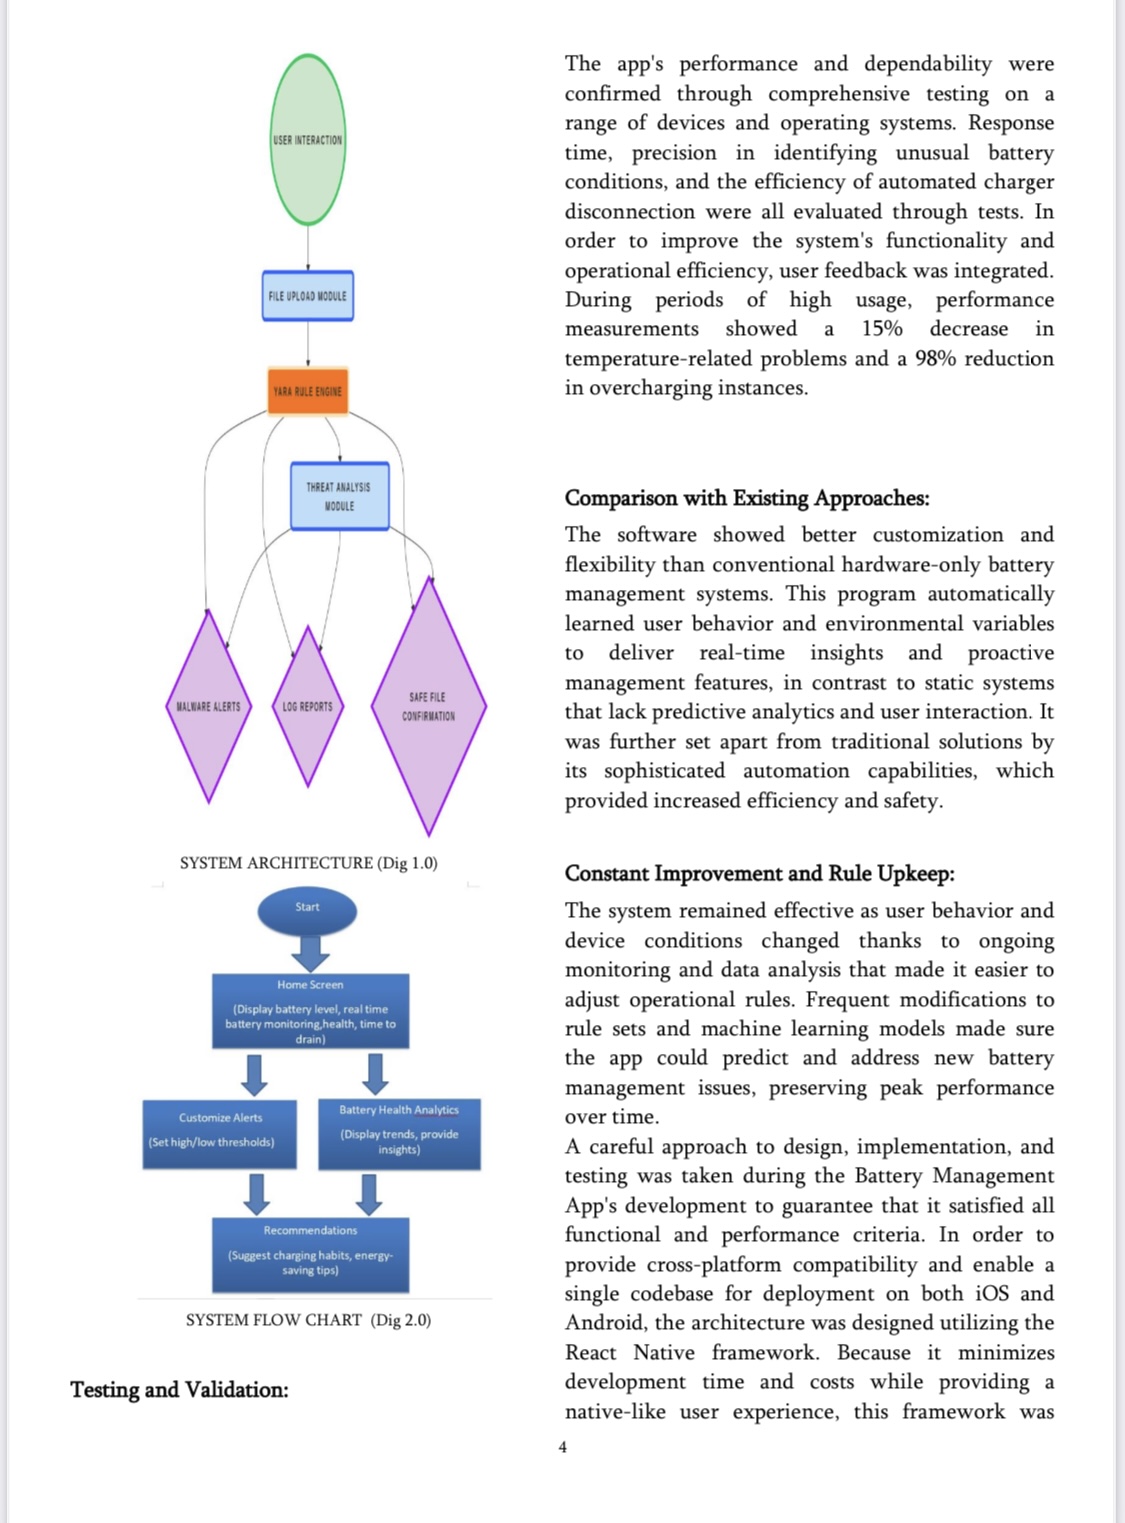 USER INTERACTION
FILE UPLOAD MODULE
YARA RULE ENGINE
THREAT ANALYSIS
MODULE
MALWARE ALERTS
LOG REPORTS
SAFE FILE
CONFIRMATION
SYSTEM ARCHITECTURE (Dig 1.0)
Start
Home Screen
(Display battery level, real time
battery monitoring,health, time to
drain)
Customize Alerts
(Set high/low thresholds)
Battery Health Analytics
(Display trends, provide
insights)
Recommendations
(Suggest charging habits, energy-
saving tips)
SYSTEM FLOW CHART (Dig 2.0)
Testing and Validation:
The app's performance and dependability were
confirmed through comprehensive testing on a
range of devices and operating systems. Response
time, precision in identifying unusual battery
conditions, and the efficiency of automated charger
disconnection were all evaluated through tests. In
order to improve the system's functionality and
operational efficiency, user feedback was integrated.
During periods of high usage, performance
measurements showed a 15% decrease in
temperature-related problems and a 98% reduction
in overcharging instances.
Comparison with Existing Approaches:
The software showed better customization and
flexibility than conventional hardware-only battery
management systems. This program automatically
learned user behavior and environmental variables
to deliver real-time insights and proactive
management features, in contrast to static systems
that lack predictive analytics and user interaction. It
was further set apart from traditional solutions by
its sophisticated automation capabilities, which
provided increased efficiency and safety.
Constant Improvement and Rule Upkeep:
The system remained effective as user behavior and
device conditions changed thanks to ongoing
monitoring and data analysis that made it easier to
adjust operational rules. Frequent modifications to
rule sets and machine learning models made sure
the app could predict and address new battery
management issues, preserving peak performance
over time.
A careful approach to design, implementation, and
testing was taken during the Battery Management
App's development to guarantee that it satisfied all
functional and performance criteria. In order to
provide cross-platform compatibility and enable a
single codebase for deployment on both iOS and
Android, the architecture was designed utilizing the
React Native framework. Because it minimizes
development time and costs while providing a
native-like user experience, this framework was
4